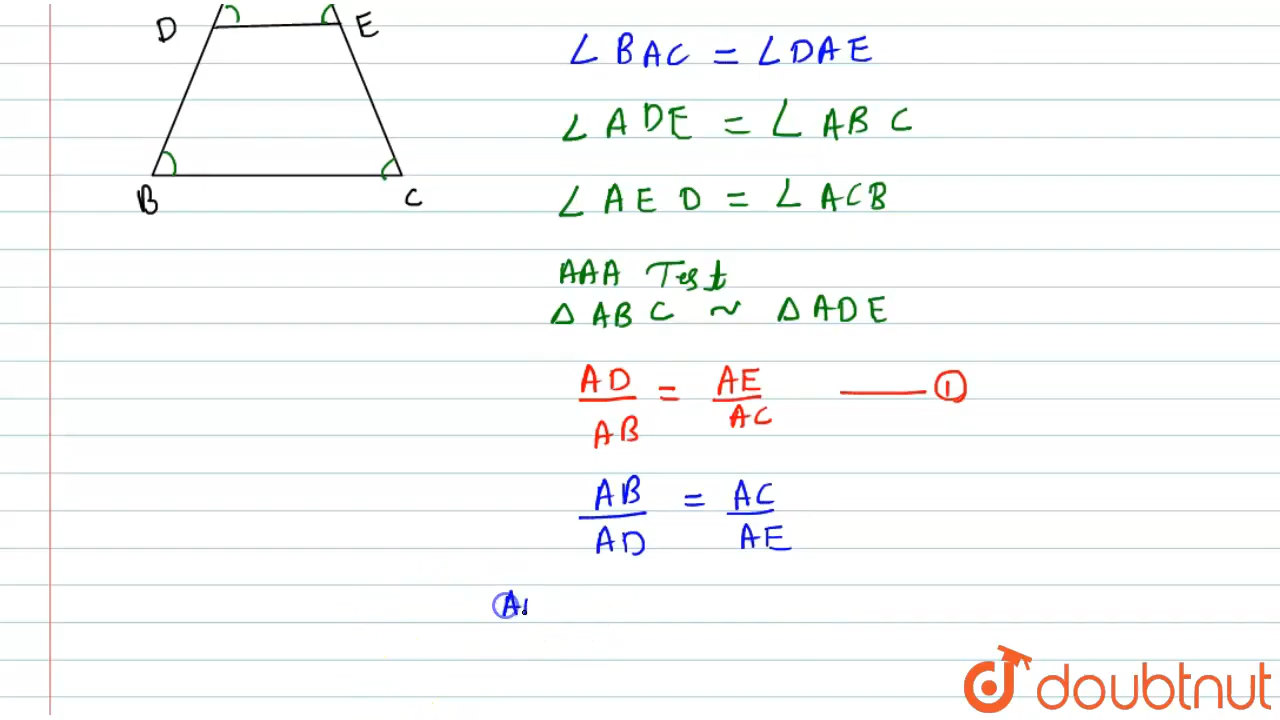 D E
∠BAC = ∠DAE
∠ADE = ∠ABC
∠AED = ∠ACB
B C
AAA Test
△ABC ~ △ADE
AD/AB = AE/AC —— ①
AB/AD = AC/AE
A
doubtnut